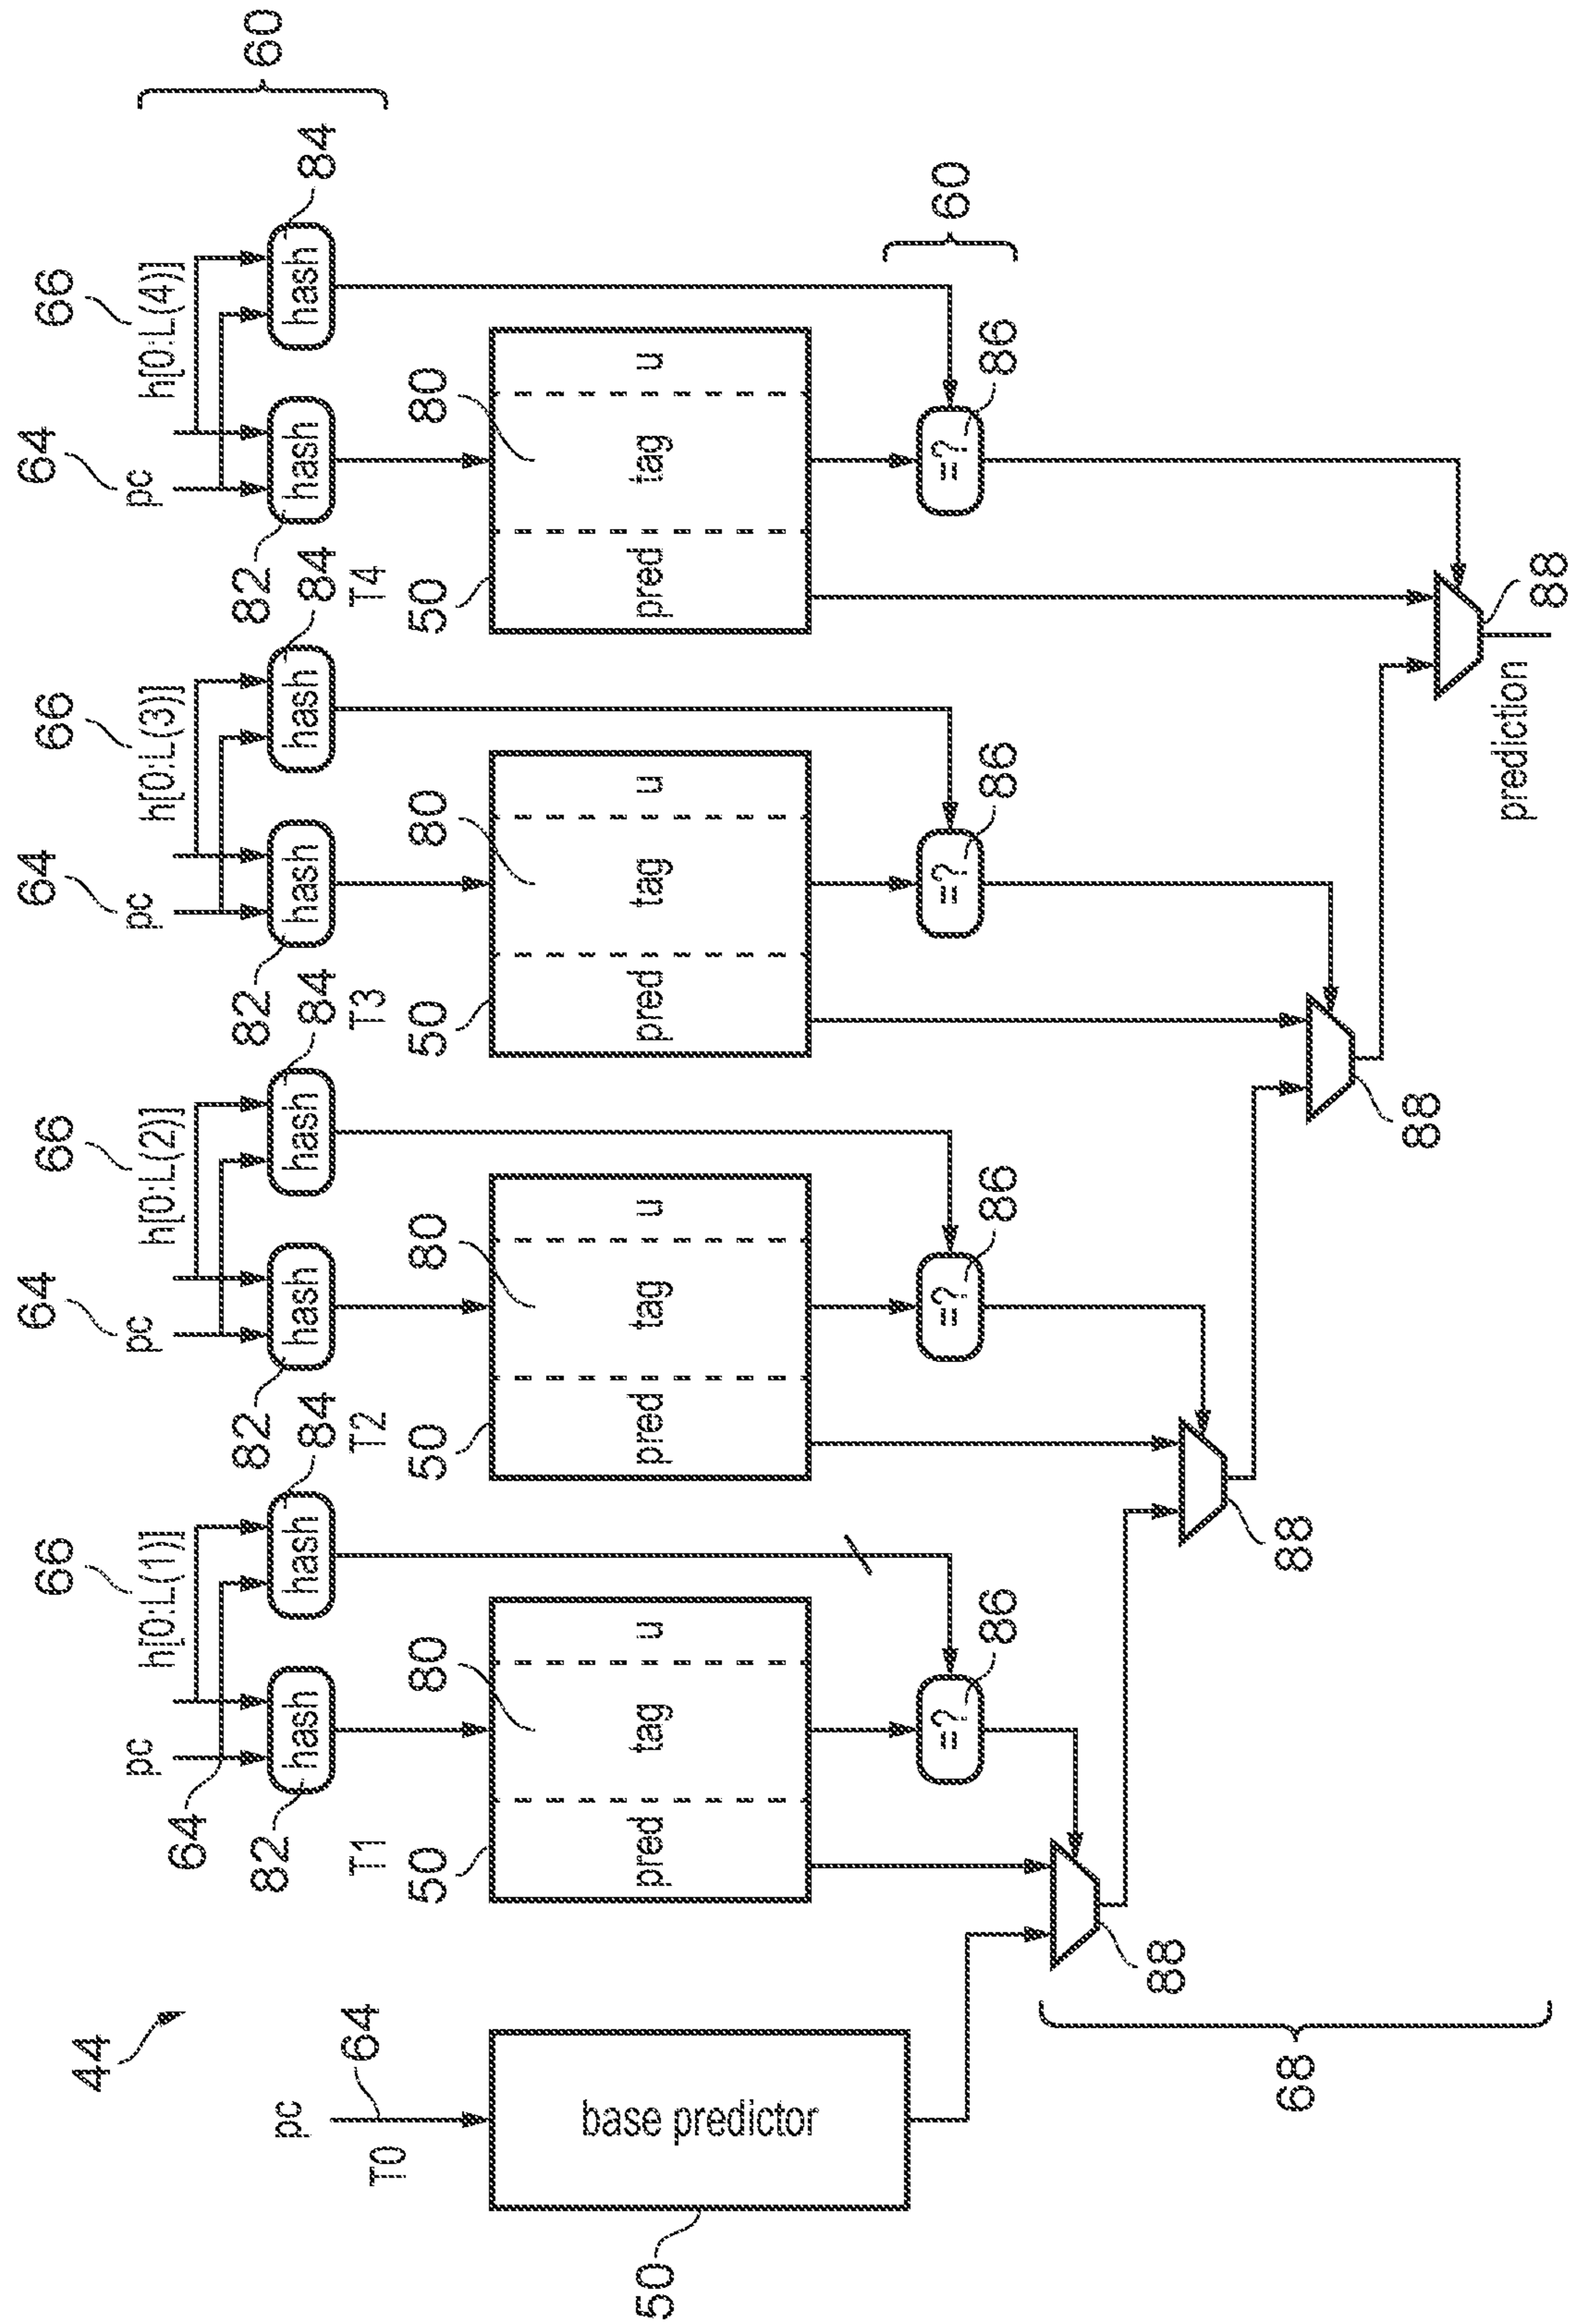 66 64 66 64 66 64 66
44
pc h[0:L(1)] pc h[0:L(2)] pc h[0:L(3)] pc h[0:L(4)]
64
60
pc hash hash hash hash hash hash hash hash
82 84 82 84 82 84 82 84
64
T0 T1 T2 T3 T4
50 80 50 80 50 80 50 80
pred tag u pred tag u pred tag u pred tag u
50
base predictor
=? =? =? =? 60
86 86 86 86
88
68 88
88
prediction
88